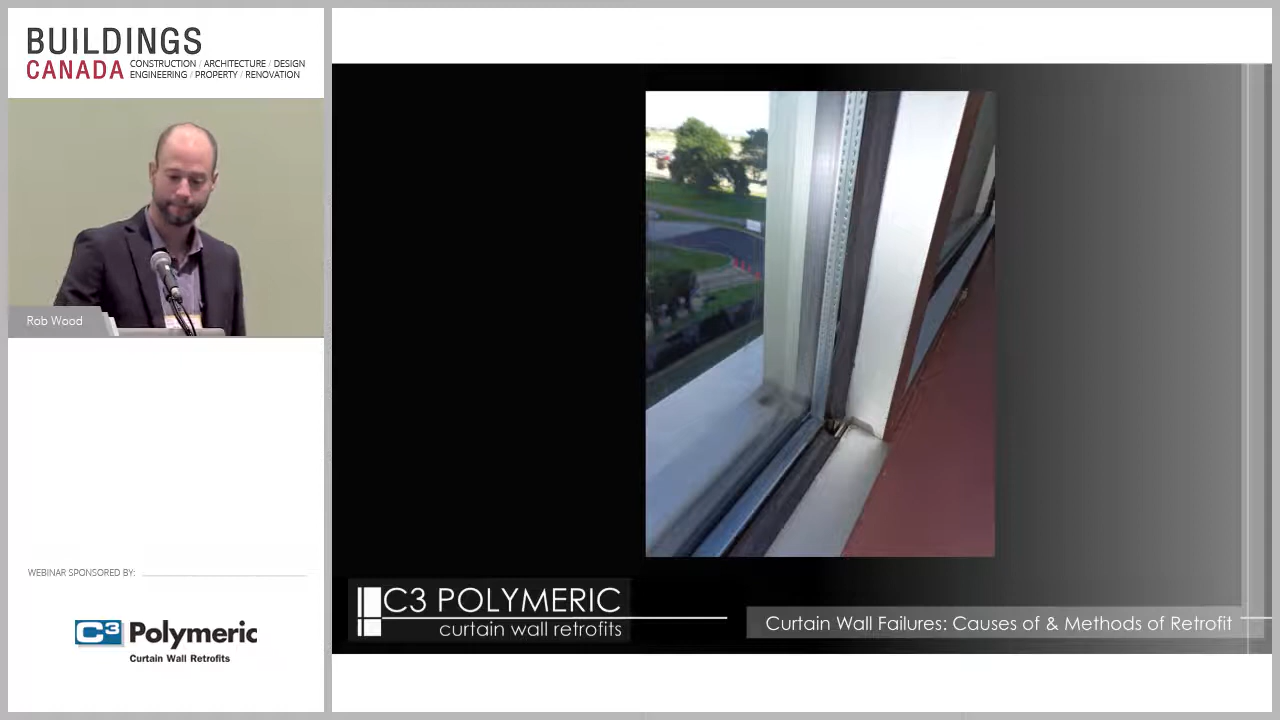 BUILDINGS
CANADA CONSTRUCTION / ARCHITECTURE / DESIGN
ENGINEERING / PROPERTY / RENOVATION
Rob Wood
WEBINAR SPONSORED BY:
C3 Polymeric
Curtain Wall Retrofits
C3 POLYMERIC
curtain wall retrofits
Curtain Wall Failures: Causes of & Methods of Retrofit